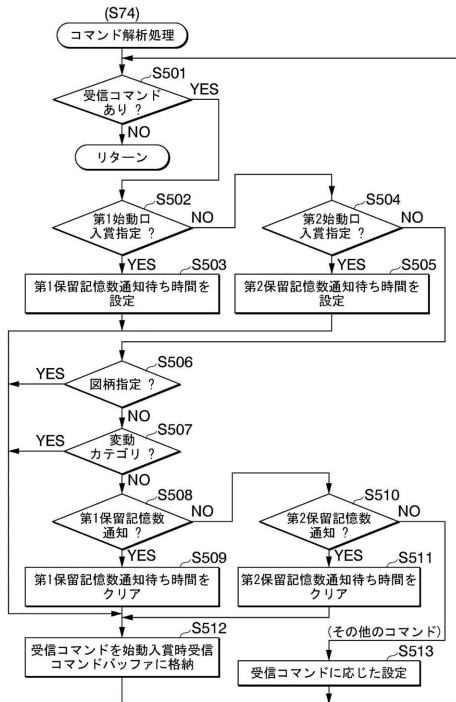 (S74)
コマンド解析処理
S501
受信コマンド
あり ?
YES
NO
リターン
S502
第1始動口
入賞指定 ?
NO
YES
S504
第2始動口
入賞指定 ?
NO
YES
S503
第1保留記憶数通知待ち時間を
設定
S505
第2保留記憶数通知待ち時間を
設定
S506
YES
図柄指定 ?
NO
S507
YES
変動
カテゴリ ?
NO
S508
第1保留記憶数
通知 ?
NO
YES
S510
第2保留記憶数
通知 ?
NO
YES
S509
第1保留記憶数通知待ち時間を
クリア
S511
第2保留記憶数通知待ち時間を
クリア
S512
受信コマンドを始動入賞時受信
コマンドバッファに格納
(その他のコマンド)
S513
受信コマンドに応じた設定